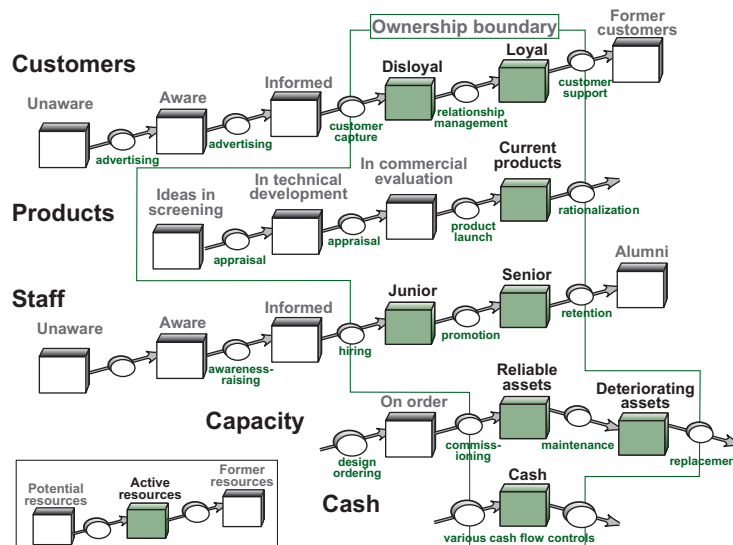 Ownership boundary
Former
customers
Customers
Disloyal
Loyal
Informed
Aware
Unaware
advertising
advertising
customer
capture
relationship
management
customer
support
Products
Ideas in
screening
In technical
development
In commercial
evaluation
Current
products
appraisal
appraisal
product
launch
rationalization
Staff
Unaware
Aware
Informed
Junior
Senior
Alumni
awareness-
raising
hiring
promotion
retention
Capacity
On order
Reliable
assets
Deteriorating
assets
design
ordering
commiss-
ioning
maintenance
replacement
Cash
Cash
various cash flow controls
Potential
resources
Active
resources
Former
resources